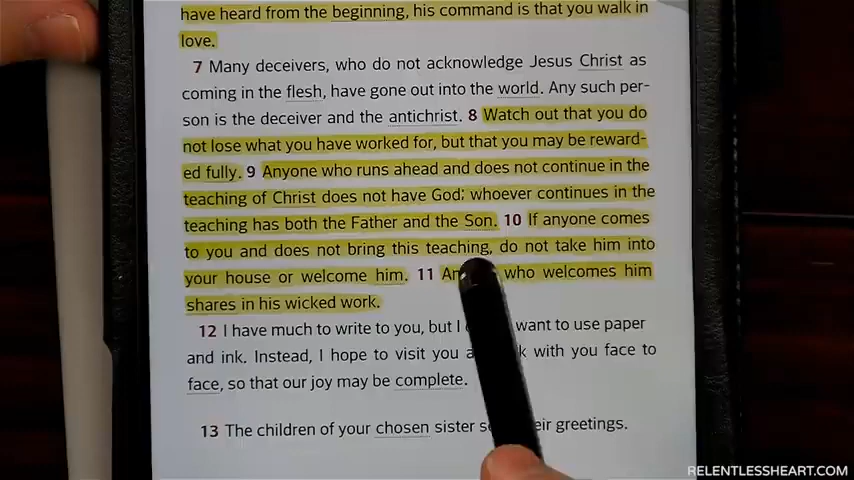 have heard from the beginning, his command is that you walk in
love.
7 Many deceivers, who do not acknowledge Jesus Christ as
coming in the flesh, have gone out into the world. Any such per-
son is the deceiver and the antichrist. 8 Watch out that you do
not lose what you have worked for, but that you may be reward-
ed fully. 9 Anyone who runs ahead and does not continue in the
teaching of Christ does not have God; whoever continues in the
teaching has both the Father and the Son. 10 If anyone comes
to you and does not bring this teaching, do not take him into
your house or welcome him. 11 who welcomes him
shares in his wicked work.
12 I have much to write to you, but I want to use paper
and ink. Instead, I hope to visit you with you face to
face, so that our joy may be complete.
13 The children of your chosen sister greetings.
RELENTLESSHEART.COM